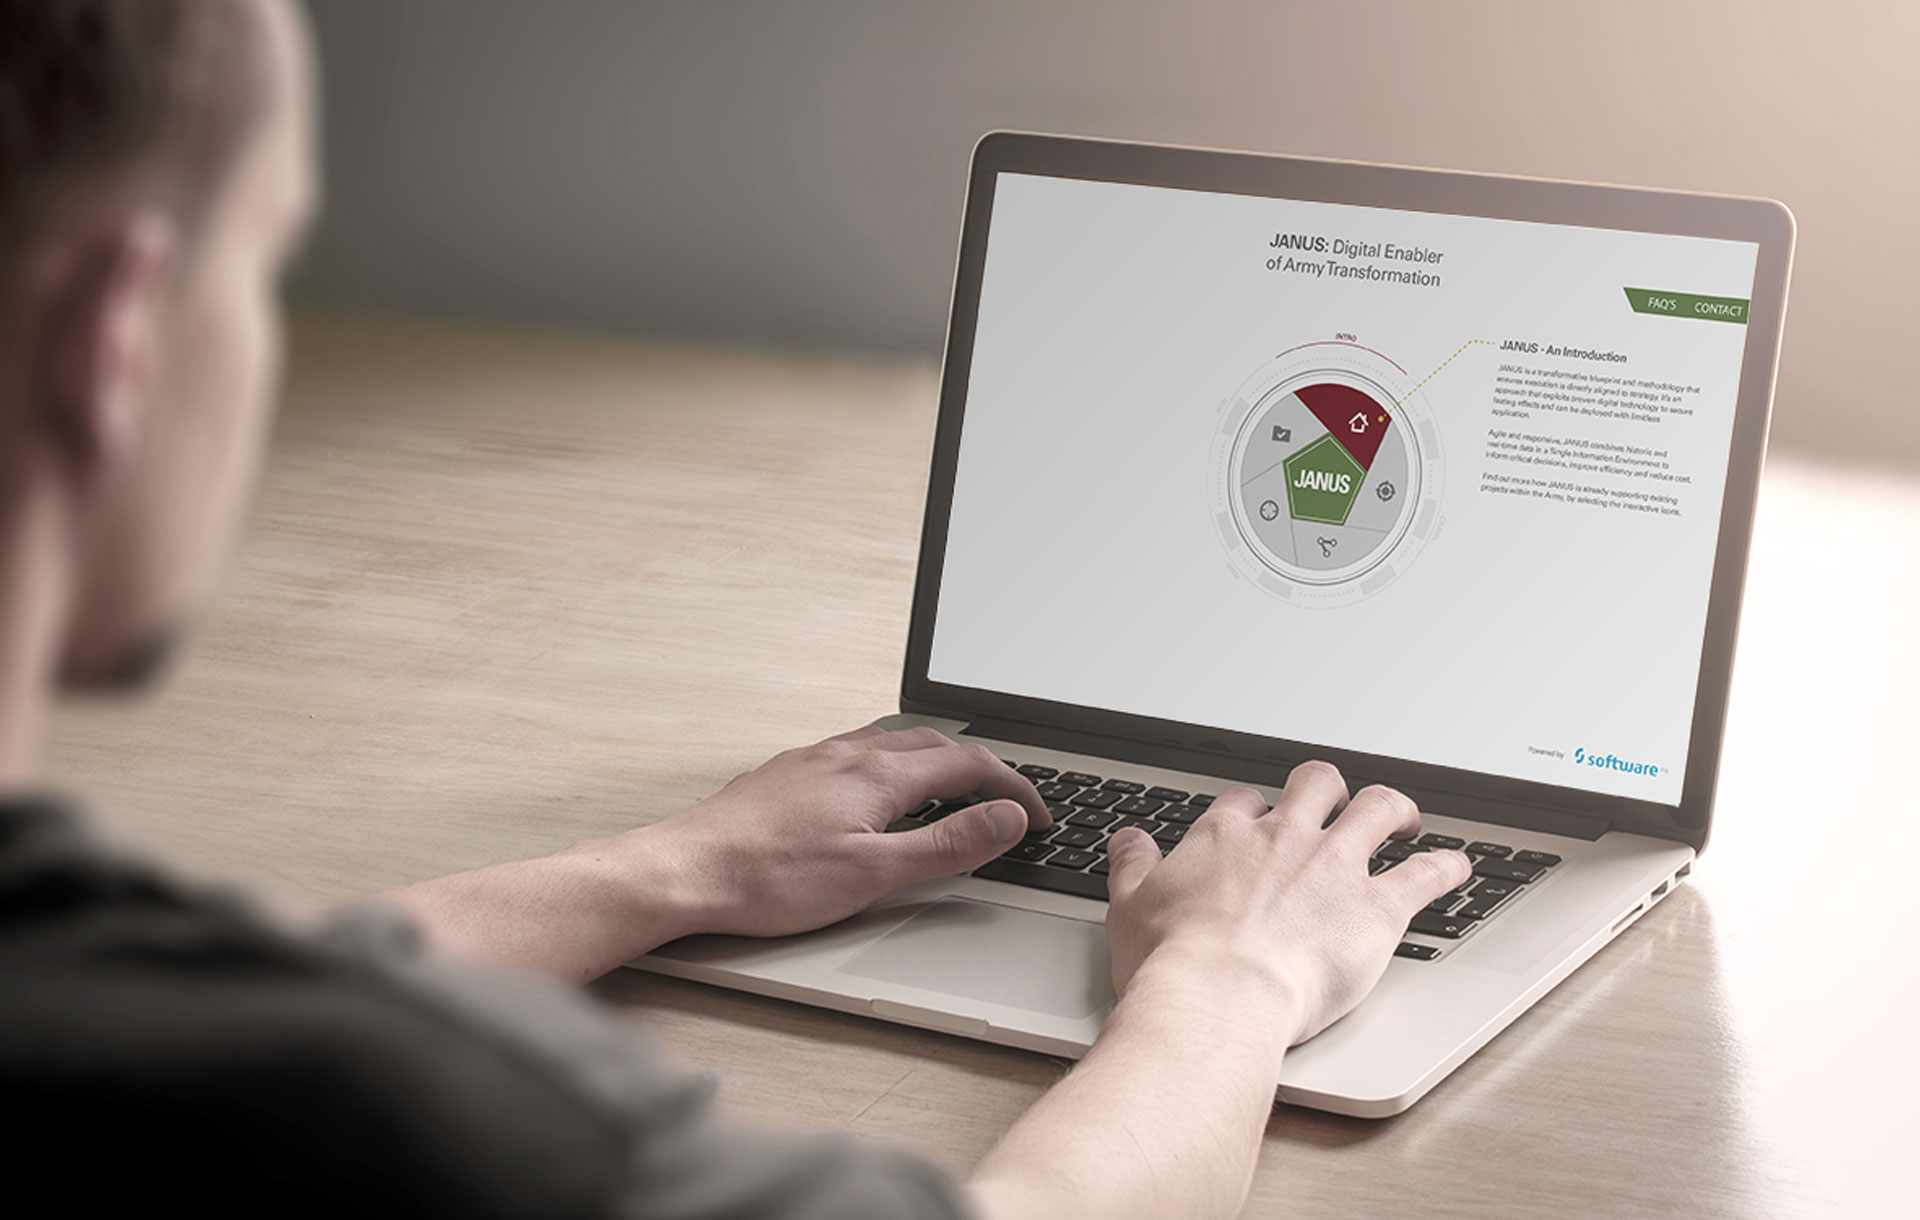 JANUS: Digital Enabler
of Army Transformation
FAQ'S CONTACT
INTRO
JANUS - An Introduction
JANUS is a transformative blueprint and methodology that
ensures execution is directly aligned to strategy. It's an
approach that exploits proven digital technology to secure
lasting effects and can be deployed with limitless
application.
Agile and responsive, JANUS combines historic and
real-time data in a Single Information Environment to
inform critical decisions, improve efficiency and reduce cost.
Find out more how JANUS is already supporting existing
projects within the Army, by selecting the interactive icons.
JANUS
Powered by software